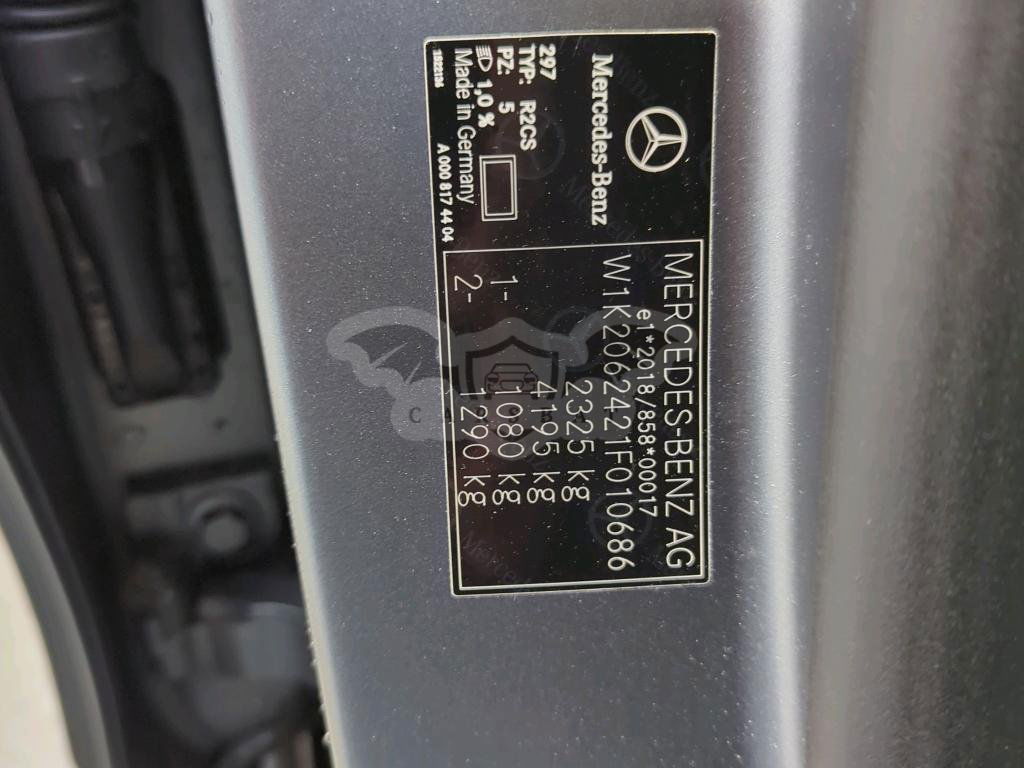 Mercedes-Benz
297
TYP: R2CS
PZ: 5
1,0 %
Made in Germany
A 000 817 44 04
MERCEDES-BENZ AG
e1*2018/858*00017
W1K2062421F010686
2325 kg
4195 kg
1- 1080 kg
2- 1290 kg